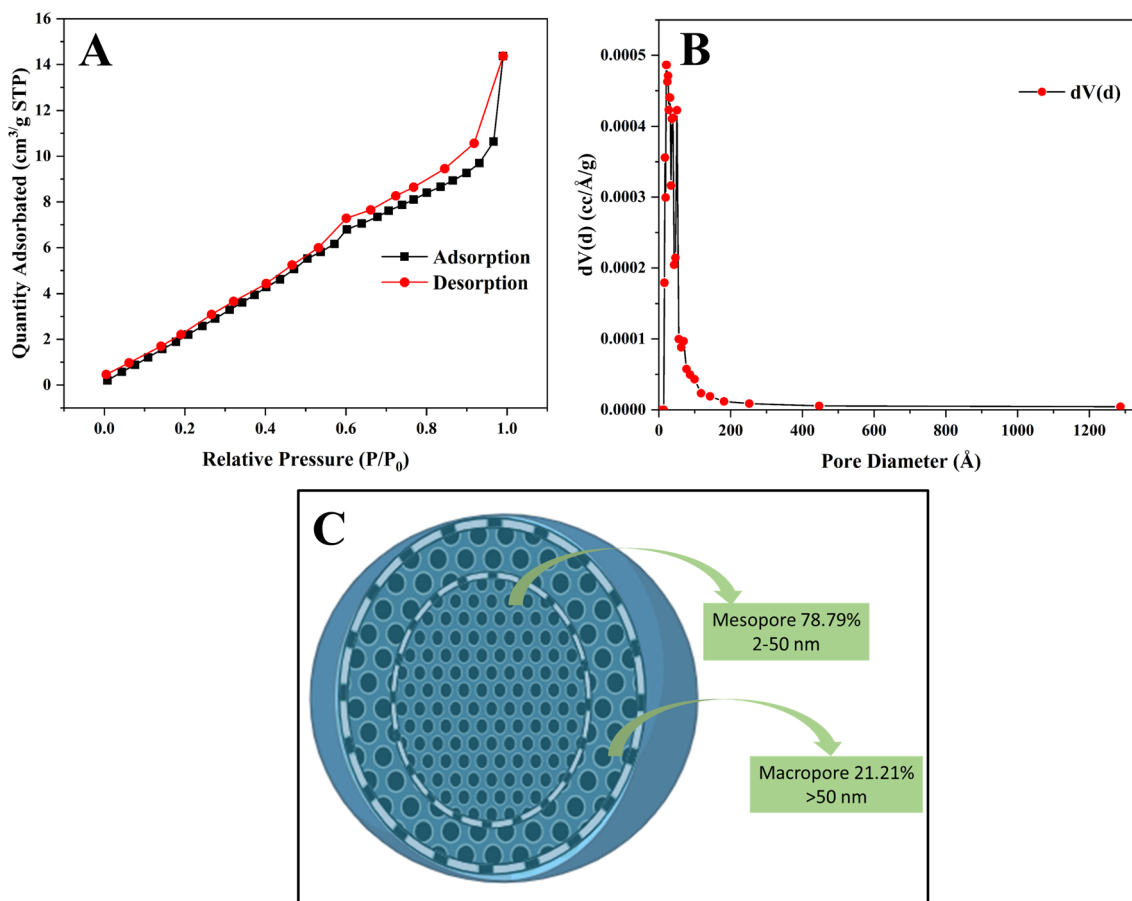 A
Quantity Adsorbated (cm³/g STP)
16
14
12
10
8
6
4
2
0
Adsorption
Desorption
0.0 0.2 0.4 0.6 0.8 1.0
Relative Pressure (P/P₀)
B
dV(d) (cc/Å/g)
0.0005
0.0004
0.0003
0.0002
0.0001
0.0000
dV(d)
0 200 400 600 800 1000 1200
Pore Diameter (Å)
C
Mesopore 78.79%
2-50 nm
Macropore 21.21%
>50 nm